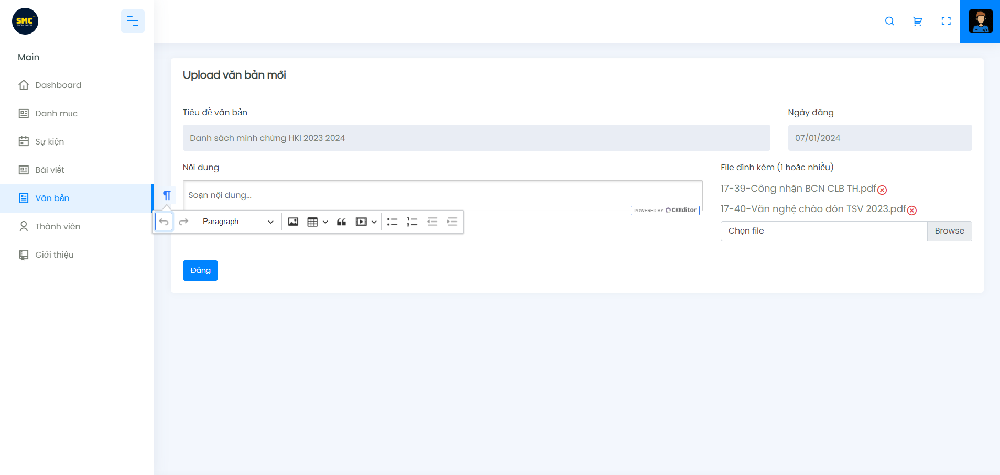 SMC
SOCIAL MEDIA
Main
Dashboard
Danh mục
Sự kiện
Bài viết
Văn bản
Thành viên
Giới thiệu
Upload văn bản mới
Tiêu đề văn bản
Ngày đăng
Danh sách minh chứng HKI 2023 2024
07/01/2024
Nội dung
File đính kèm (1 hoặc nhiều)
Soạn nội dung...
17-39-Công nhận BCN CLB TH.pdf
17-40-Văn nghệ chào đón TSV 2023.pdf
POWERED BY CKEditor
Paragraph
Chọn file
Browse
Đăng